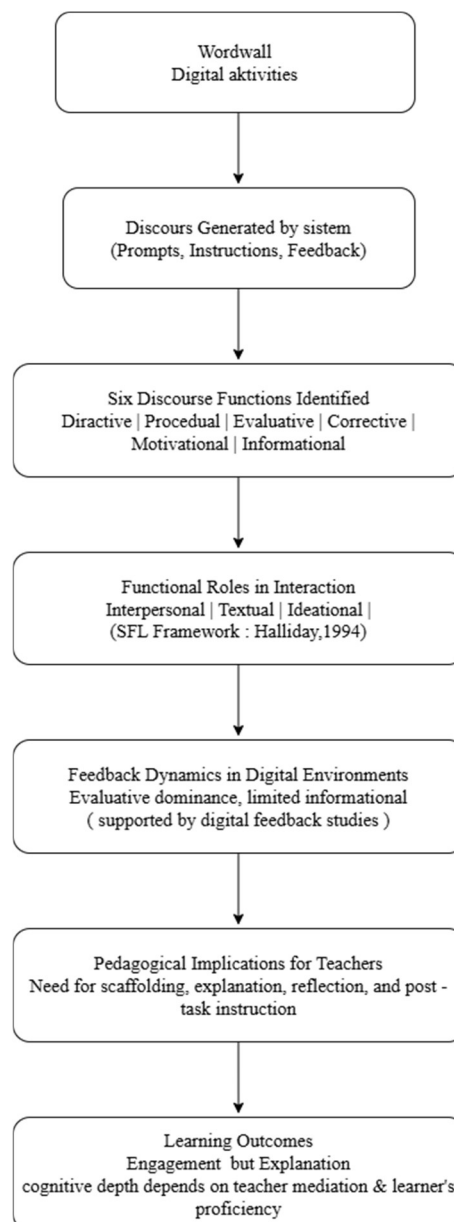 Wordwall
Digital aktivities
Discours Generated by sistem
(Prompts, Instructions, Feedback)
Six Discourse Functions Identified
Diractive | Procedual | Evaluative | Corrective |
Motivational | Informational
Functional Roles in Interaction
Interpersonal | Textual | Ideational |
(SFL Framework : Halliday,1994)
Feedback Dynamics in Digital Environments
Evaluative dominance, limited informational
( supported by digital feedback studies )
Pedagogical Implications for Teachers
Need for scaffolding, explanation, reflection, and post -
task instruction
Learning Outcomes
Engagement but Explanation
cognitive depth depends on teacher mediation & learner's
proficiency